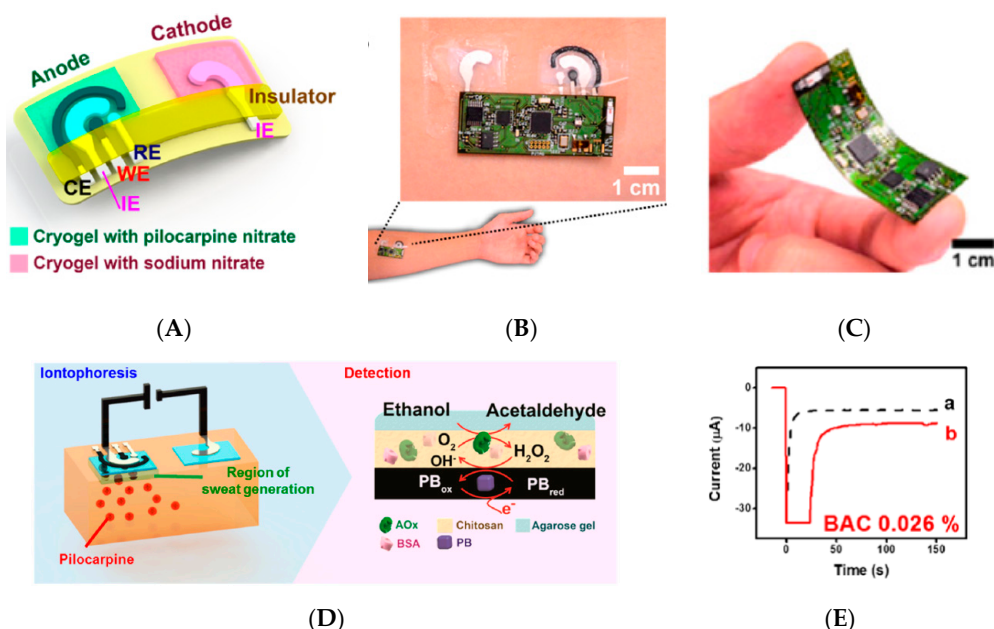 Anode
Cathode
Insulator
IE
RE
WE
CE
IE
Cryogel with pilocarpine nitrate
Cryogel with sodium nitrate
(A)
1 cm
(B)
1 cm
(C)
Iontophoresis
Region of
sweat generation
Pilocarpine
Detection
Ethanol
Acetaldehyde
O2
H2O2
OH-
PBox
PBred
e-
AOx
Chitosan
Agarose gel
BSA
PB
(D)
Current (µA)
0
-10
-20
-30
a
b
BAC 0.026 %
0
50
100
150
Time (s)
(E)